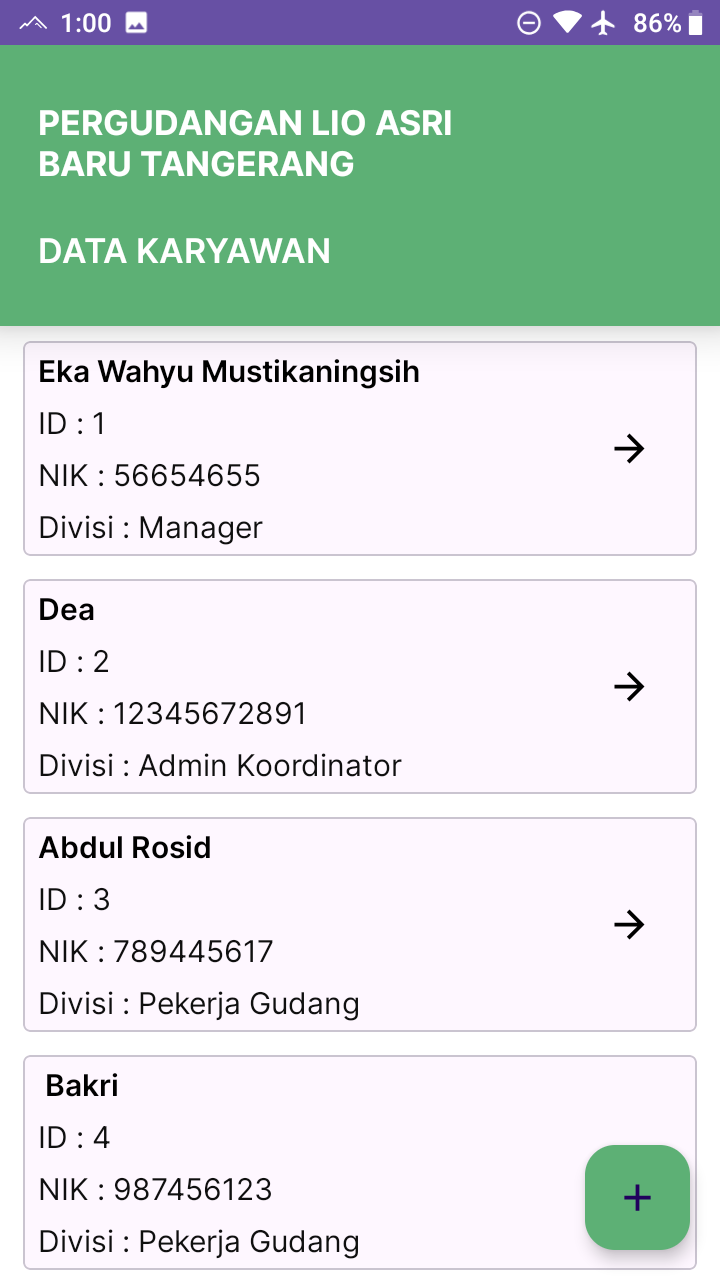 1:00
86%
PERGUDANGAN LIO ASRI
BARU TANGERANG
DATA KARYAWAN
Eka Wahyu Mustikaningsih
ID : 1
NIK : 56654655
Divisi : Manager
Dea
ID : 2
NIK : 12345672891
Divisi : Admin Koordinator
Abdul Rosid
ID : 3
NIK : 789445617
Divisi : Pekerja Gudang
Bakri
ID : 4
NIK : 987456123
Divisi : Pekerja Gudang